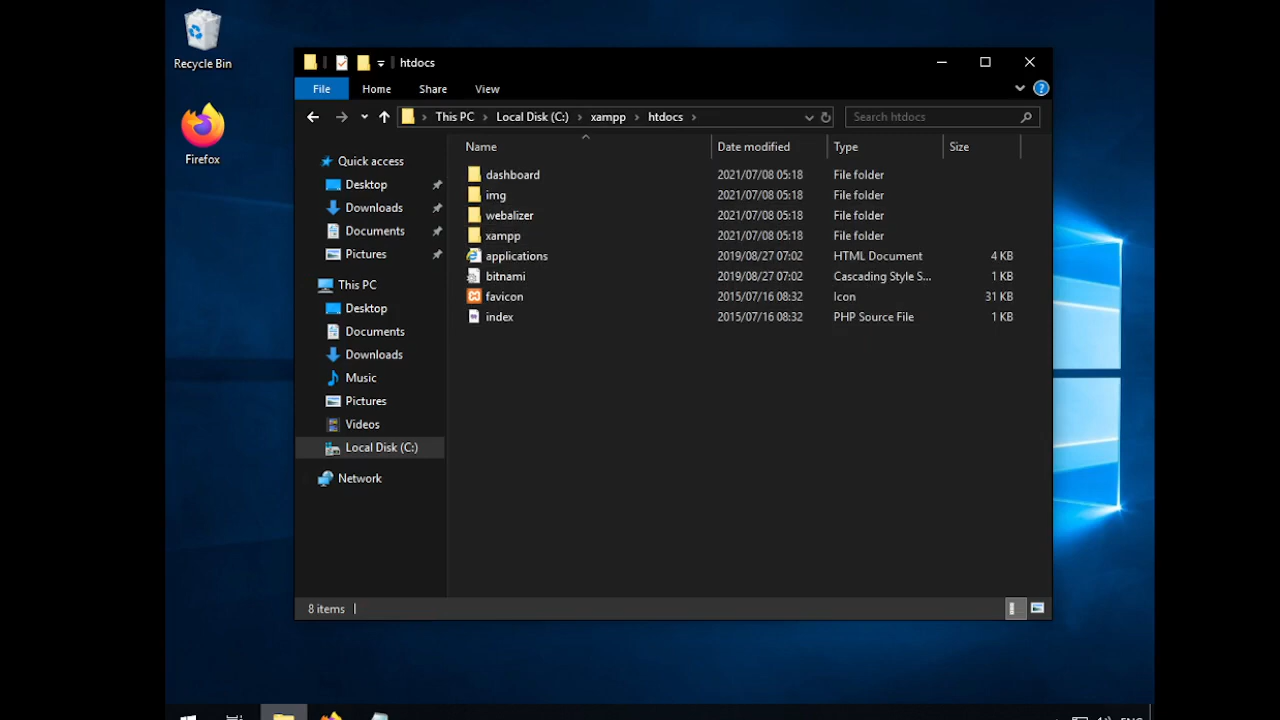 Recycle Bin
Firefox
htdocs
File Home Share View
This PC Local Disk (C:) xampp htdocs
Search htdocs
Name Date modified Type Size
Quick access
Desktop
Downloads
Documents
Pictures
This PC
Desktop
Documents
Downloads
Music
Pictures
Videos
Local Disk (C:)
Network
dashboard 2021/07/08 05:18 File folder
img 2021/07/08 05:18 File folder
webalizer 2021/07/08 05:18 File folder
xampp 2021/07/08 05:18 File folder
applications 2019/08/27 07:02 HTML Document 4 KB
bitnami 2019/08/27 07:02 Cascading Style S... 1 KB
favicon 2015/07/16 08:32 Icon 31 KB
index 2015/07/16 08:32 PHP Source File 1 KB
8 items
ENG